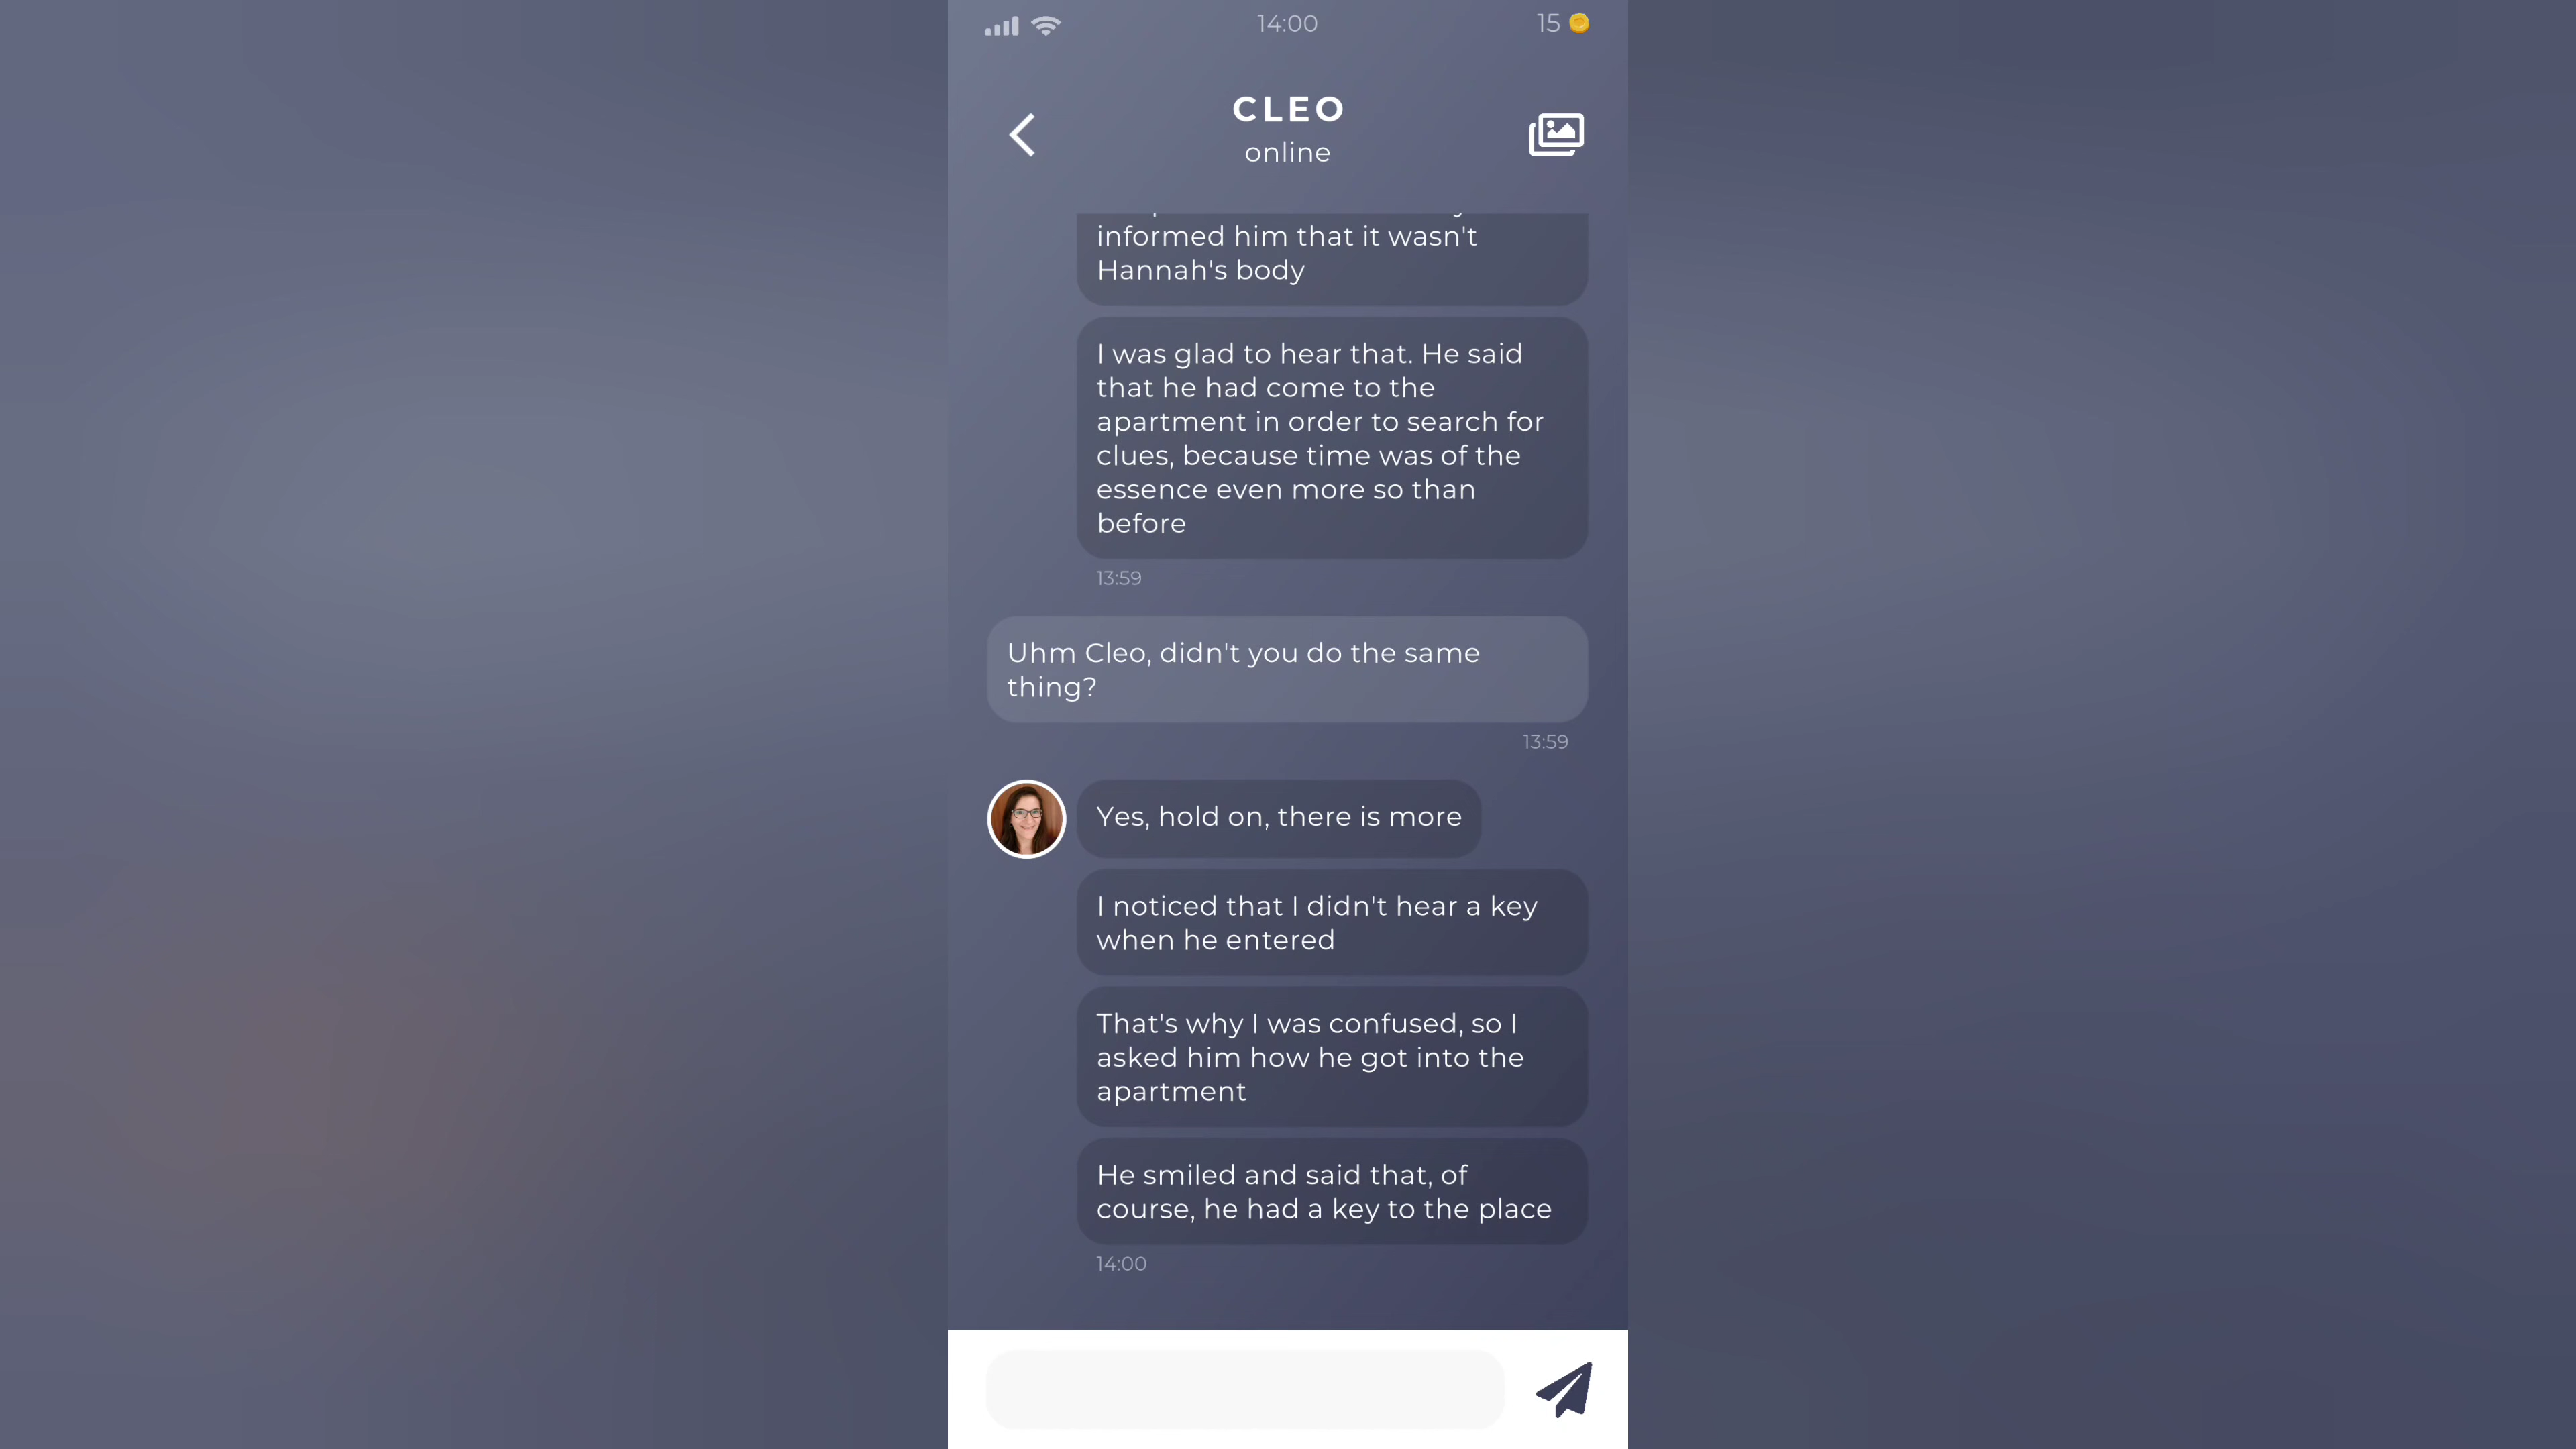 14:00
15
CLEO
online
informed him that it wasn't
Hannah's body
I was glad to hear that. He said
that he had come to the
apartment in order to search for
clues, because time was of the
essence even more so than
before
13:59
Uhm Cleo, didn't you do the same
thing?
13:59
Yes, hold on, there is more
I noticed that I didn't hear a key
when he entered
That's why I was confused, so I
asked him how he got into the
apartment
He smiled and said that, of
course, he had a key to the place
14:00